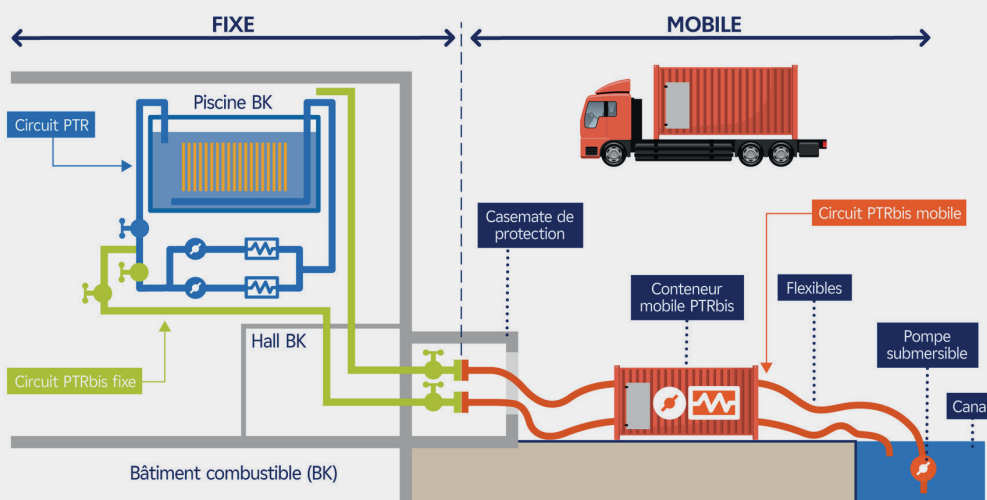 FIXE
MOBILE
Piscine BK
Circuit PTR
Casemate de
protection
Circuit PTRbis mobile
Conteneur
mobile PTRbis
Flexibles
Pompe
submersible
Hall BK
Circuit PTRbis fixe
Cana
Bâtiment combustible (BK)